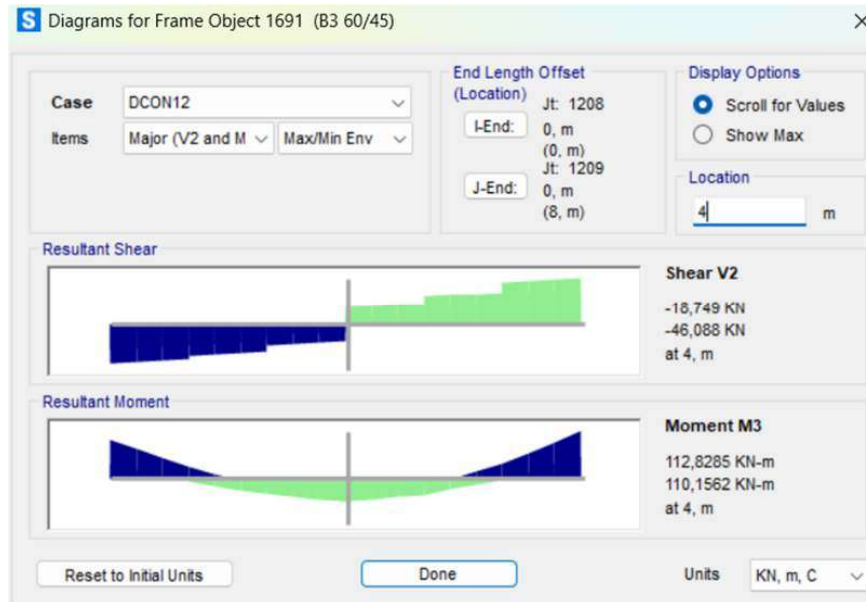 S Diagrams for Frame Object 1691 (B3 60/45)
Case DCON12
Items Major (V2 and M Max/Min Env
End Length Offset
(Location)
Jt: 1208
I-End: 0, m
(0, m)
Jt: 1209
J-End: 0, m
(8, m)
Display Options
Scroll for Values
Show Max
Location
4 m
Resultant Shear
Shear V2
-18,749 KN
-46,088 KN
at 4, m
Resultant Moment
Moment M3
112,8285 KN-m
110,1562 KN-m
at 4, m
Reset to Initial Units Done Units KN, m, C